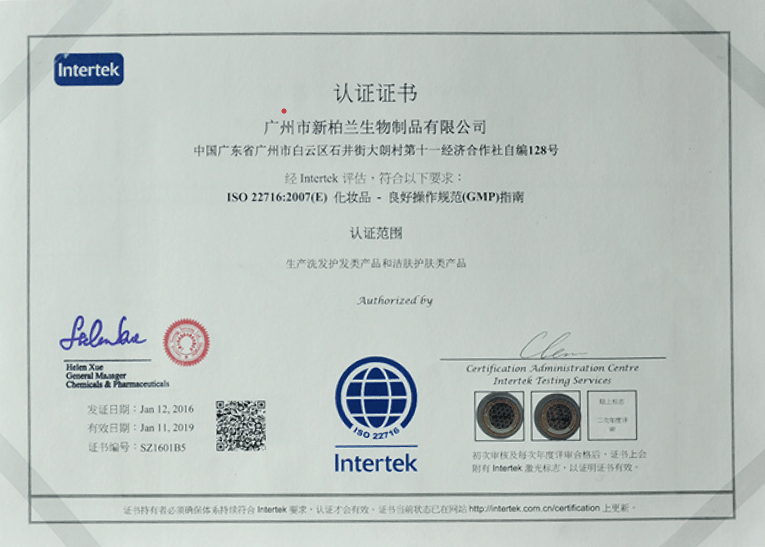 Intertek
认证证书
广州市新柏兰生物制品有限公司
中国广东省广州市白云区石井街大朗村第十一经济合作社自编128号
经 Intertek 评估,符合以下要求:
ISO 22716:2007(E) 化妆品 - 良好操作规范(GMP)指南
认证范围
生产洗发护发类产品和洁肤护肤类产品
Authorized by
Helen Xue
General Manager
Chemicals & Pharmaceuticals
发证日期:Jan 12, 2016
有效日期:Jan 11, 2019
证书编号:SZ1601B5
ISO 22716
Intertek
Certification Administration Centre
Intertek Testing Services
贴上标志
二次年度评
初次审核及每次年度评审合格后,证书上会
附有 Intertek 激光标志,以证明证书有效。
证书持有者必须确保体系持续符合 Intertek 要求,认证才会有效。证书当前状态已在网站 http://intertek.com.cn/certification 上更新。